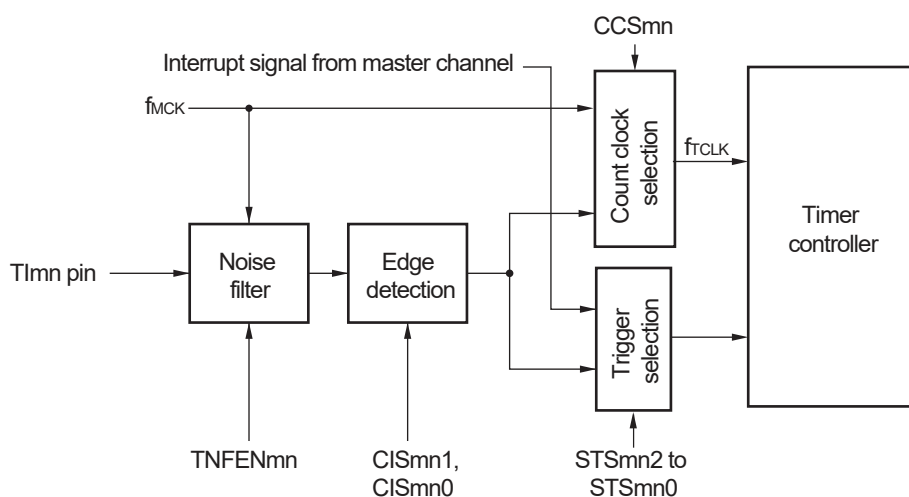 CCSmn
Interrupt signal from master channel
fMCK
Count clock
selection
fTCLK
Timer
controller
TImn pin
Noise
filter
Edge
detection
Trigger
selection
TNFENmn
CISmn1,
CISmn0
STSmn2 to
STSmn0